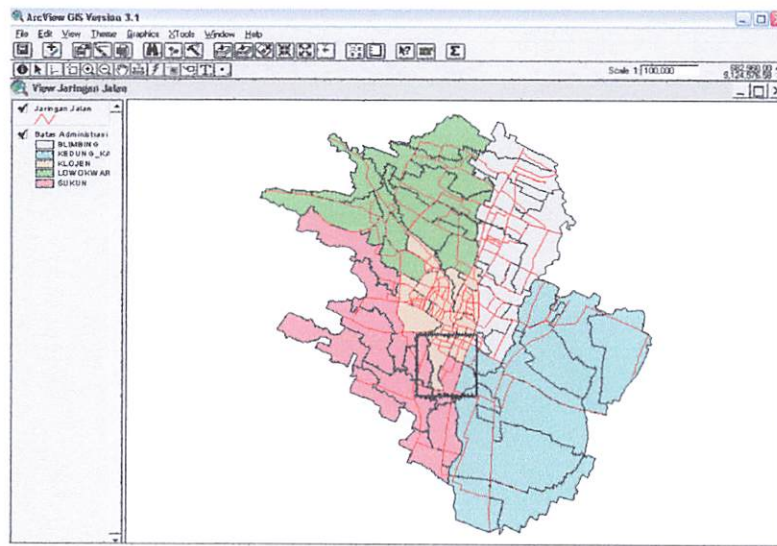 ArcView GIS Version 3.1
File Edit View Theme Graphics XTools Window Help
Scale 1: 100,000
View Jaringan Jalan
Jaringan Jalan
Batas Administrasi
BLIMBING
KEDUNG_KA
KLOJEN
LOWOKWAR
SUKUN